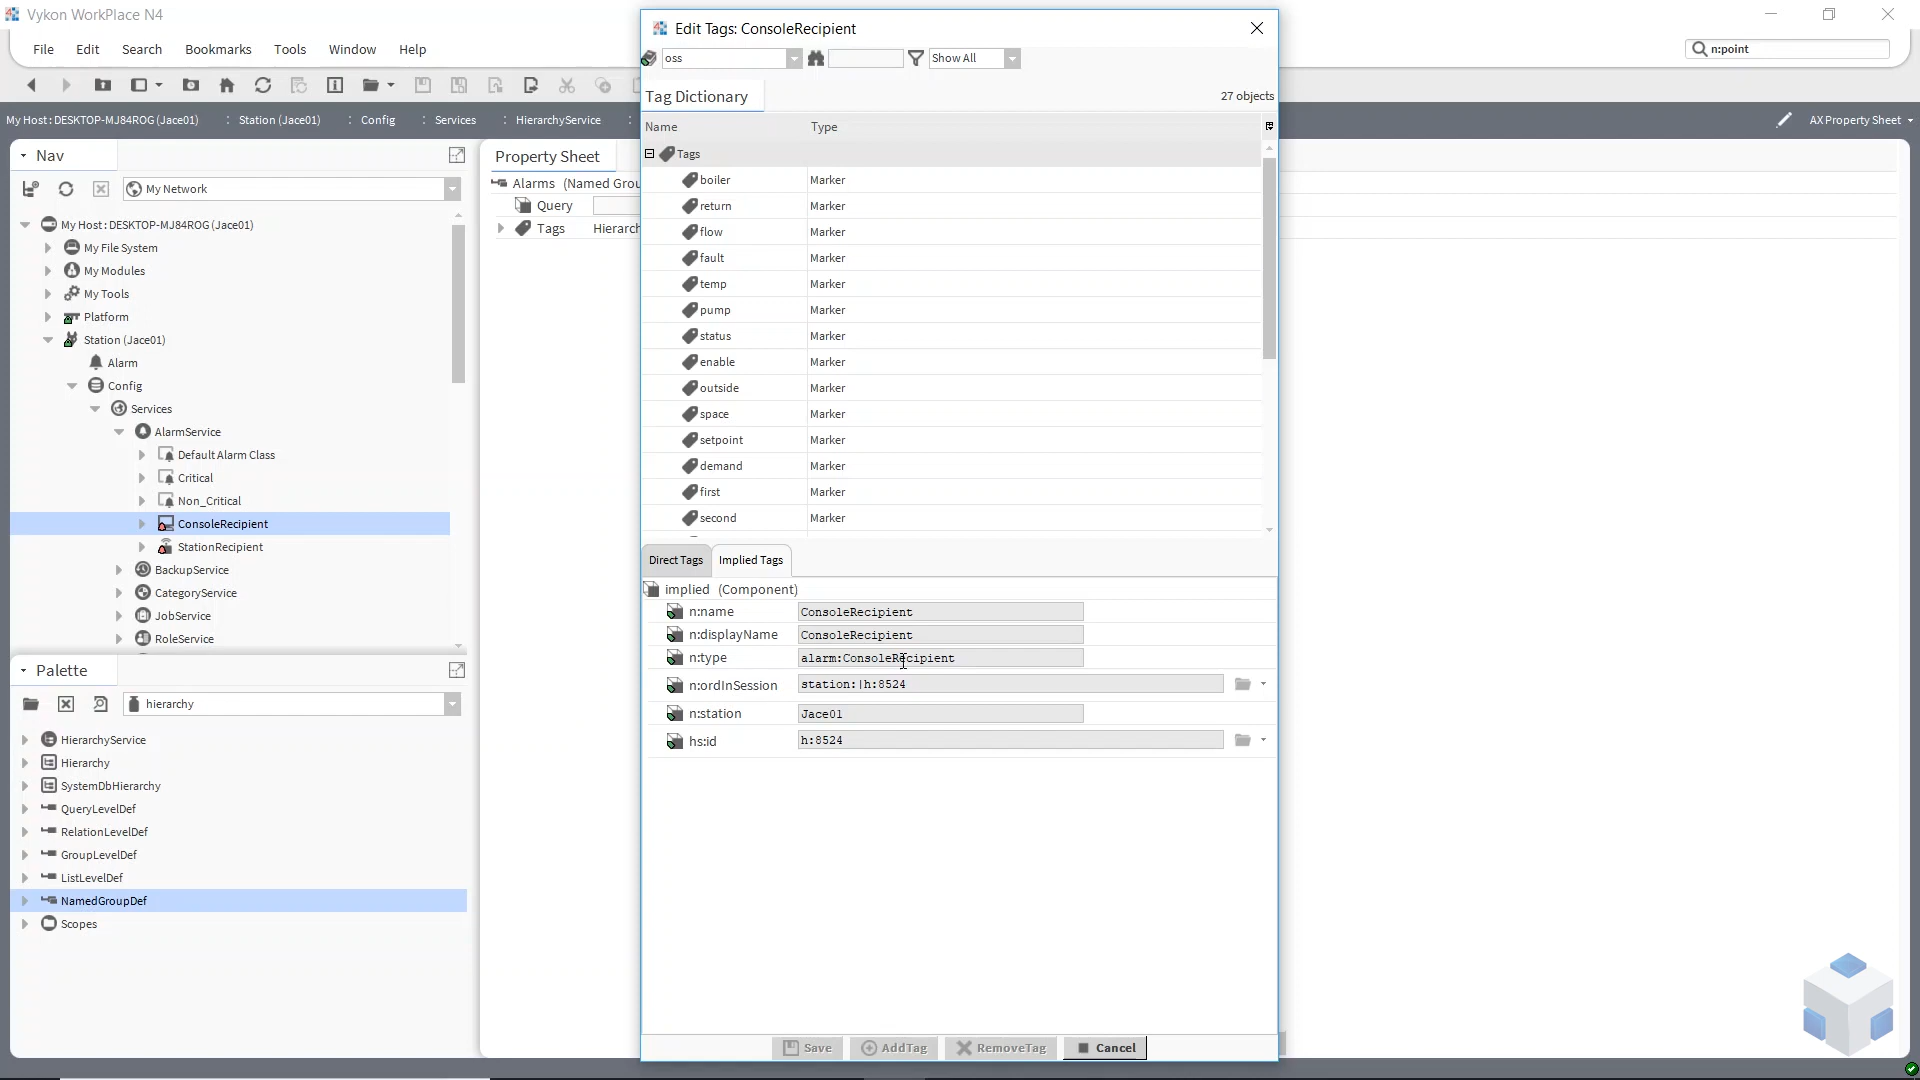 Vykon WorkPlace N4
File Edit Search Bookmarks Tools Window Help
n:point
My Host : DESKTOP-MJ84ROG (Jace01) : Station (Jace01) : Config : Services : HierarchyService :
AX Property Sheet
Nav
My Network
My Host : DESKTOP-MJ84ROG (Jace01)
My File System
My Modules
My Tools
Platform
Station (Jace01)
Alarm
Config
Services
AlarmService
Default Alarm Class
Critical
Non_Critical
ConsoleRecipient
StationRecipient
BackupService
CategoryService
JobService
RoleService
Palette
hierarchy
HierarchyService
Hierarchy
SystemDbHierarchy
QueryLevelDef
RelationLevelDef
GroupLevelDef
ListLevelDef
NamedGroupDef
Scopes
Property Sheet
Alarms (Named Grou
Query
Tags Hierarch
Edit Tags: ConsoleRecipient
oss Show All
Tag Dictionary 27 objects
Name Type
Tags
boiler Marker
return Marker
flow Marker
fault Marker
temp Marker
pump Marker
status Marker
enable Marker
outside Marker
space Marker
setpoint Marker
demand Marker
first Marker
second Marker
Direct Tags Implied Tags
implied (Component)
n:name ConsoleRecipient
n:displayName ConsoleRecipient
n:type alarm:ConsoleRecipient
n:ordInSession station:|h:8524
n:station Jace01
hs:id h:8524
Save AddTag RemoveTag Cancel